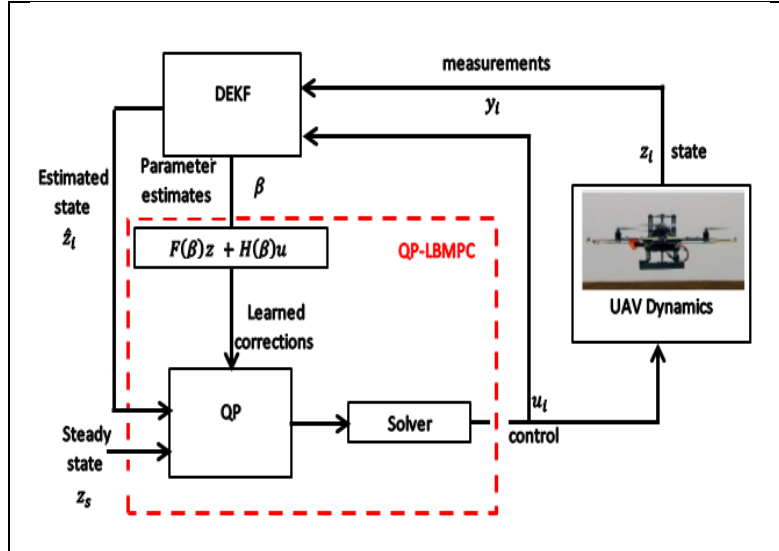 measurements
DEKF
y_l
z_l state
Parameter
estimates
β
Estimated
state
ẑ_l
F(β)z + H(β)u
QP-LBMPC
UAV Dynamics
Learned
corrections
QP
Solver
u_l
control
Steady
state
z_s